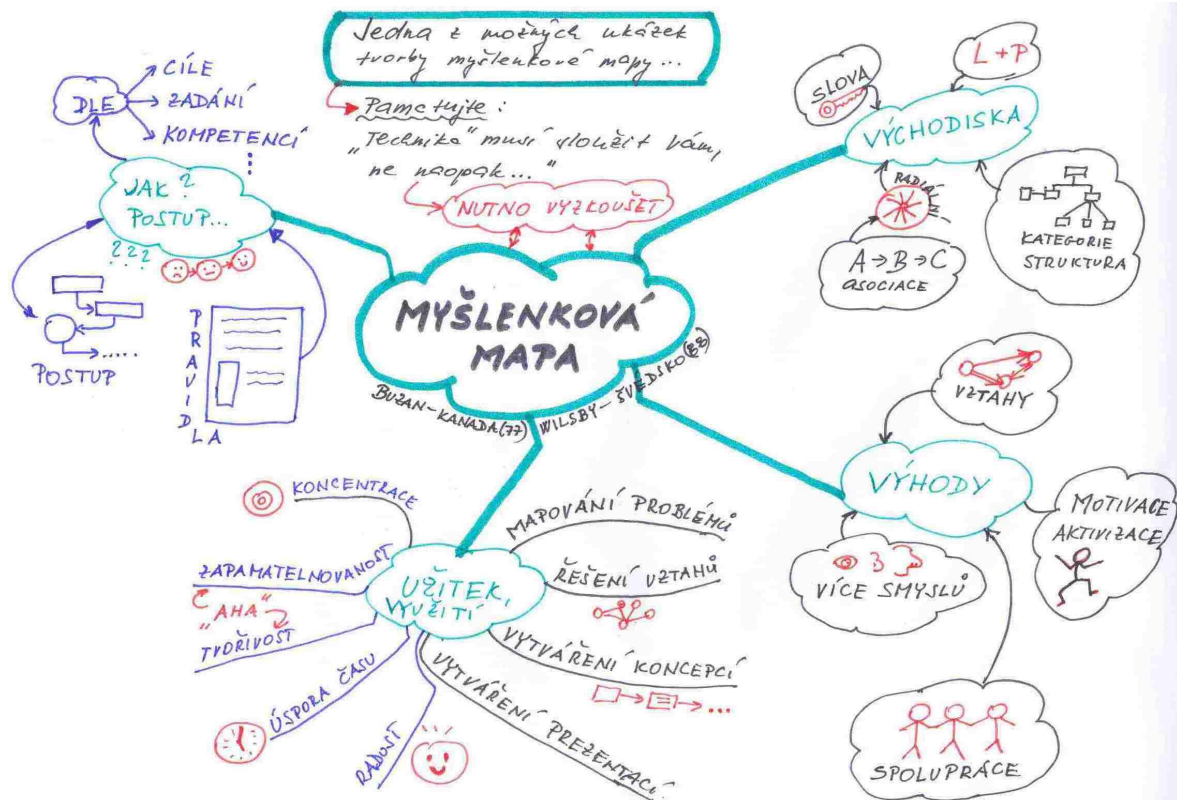 Jedna z možných ukázek
tvorby myšlenkové mapy...
Pamatujte:
„Technika" musí sloužit vám,
ne naopak..."
NUTNO VYZKOUŠET
MYŠLENKOVÁ
MAPA
BUZAN-KANADA(77) WILSBY-ŠVÉDSKO(88)
DLE
CÍLE
ZADÁNÍ
KOMPETENCÍ
JAK?
POSTUP...
???
POSTUP
PRAVIDLA
SLOVA
L+P
VÝCHODISKA
RADIÁ
A→B→C
ASOCIACE
KATEGORIE
STRUKTURA
VZTAHY
VÝHODY
MOTIVACE
AKTIVIZACE
VÍCE SMYSLŮ
SPOLUPRÁCE
UŽITEK,
VYUŽITÍ
KONCENTRACE
ZAPAMATELNOVANOST
„AHA"
TVOŘIVOST
ÚSPORA ČASU
RADOST
MAPOVÁNÍ PROBLÉMŮ
ŘEŠENÍ VZTAHŮ
VYTVÁŘENÍ KONCEPCÍ
VYTVÁŘENÍ PREZENTACÍ